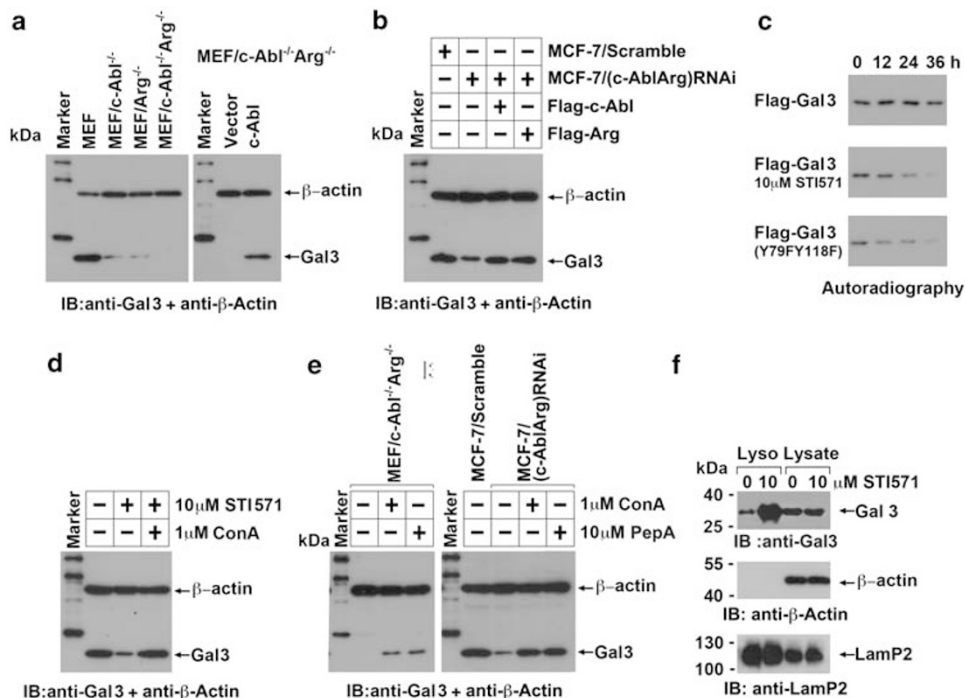 a
MEF/c-Abl-/-Arg-/-
kDa
Marker
MEF
MEF/c-Abl-/-
MEF/Arg-/-
MEF/c-Abl-/-Arg-/-
Marker
Vector
c-Abl
β-actin
Gal3
IB:anti-Gal3 + anti-β-Actin
b
kDa
Marker
+ − − − MCF-7/Scramble
− + + + MCF-7/(c-AblArg)RNAi
− − + − Flag-c-Abl
− − − + Flag-Arg
β-actin
Gal3
IB:anti-Gal3 + anti-β-Actin
c
0 12 24 36 h
Flag-Gal3
Flag-Gal3
10μM STI571
Flag-Gal3
(Y79FY118F)
Autoradiography
d
Marker
− + + 10μM STI571
− − + 1μM ConA
β-actin
Gal3
IB:anti-Gal3 + anti-β-Actin
e
kDa
Marker
MEF/c-Abl-/-Arg-/-
Marker
MCF-7/Scramble
MCF-7/
(c-AblArg)RNAi
− + − − − + − 1μM ConA
− − + − − − + 10μM PepA
β-actin
Gal3
IB:anti-Gal3 + anti-β-Actin
f
Lyso Lysate
kDa
0 10 0 10 μM STI571
40 -
25 -
Gal 3
IB :anti-Gal3
55 -
40 -
β-actin
IB: anti-β-Actin
130 -
100 -
LamP2
IB: anti-LamP2